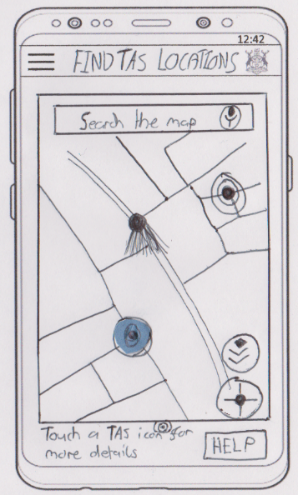 12:42
FIND TAS LOCATIONS
Search the map
Touch a TAS icon for
more details
HELP